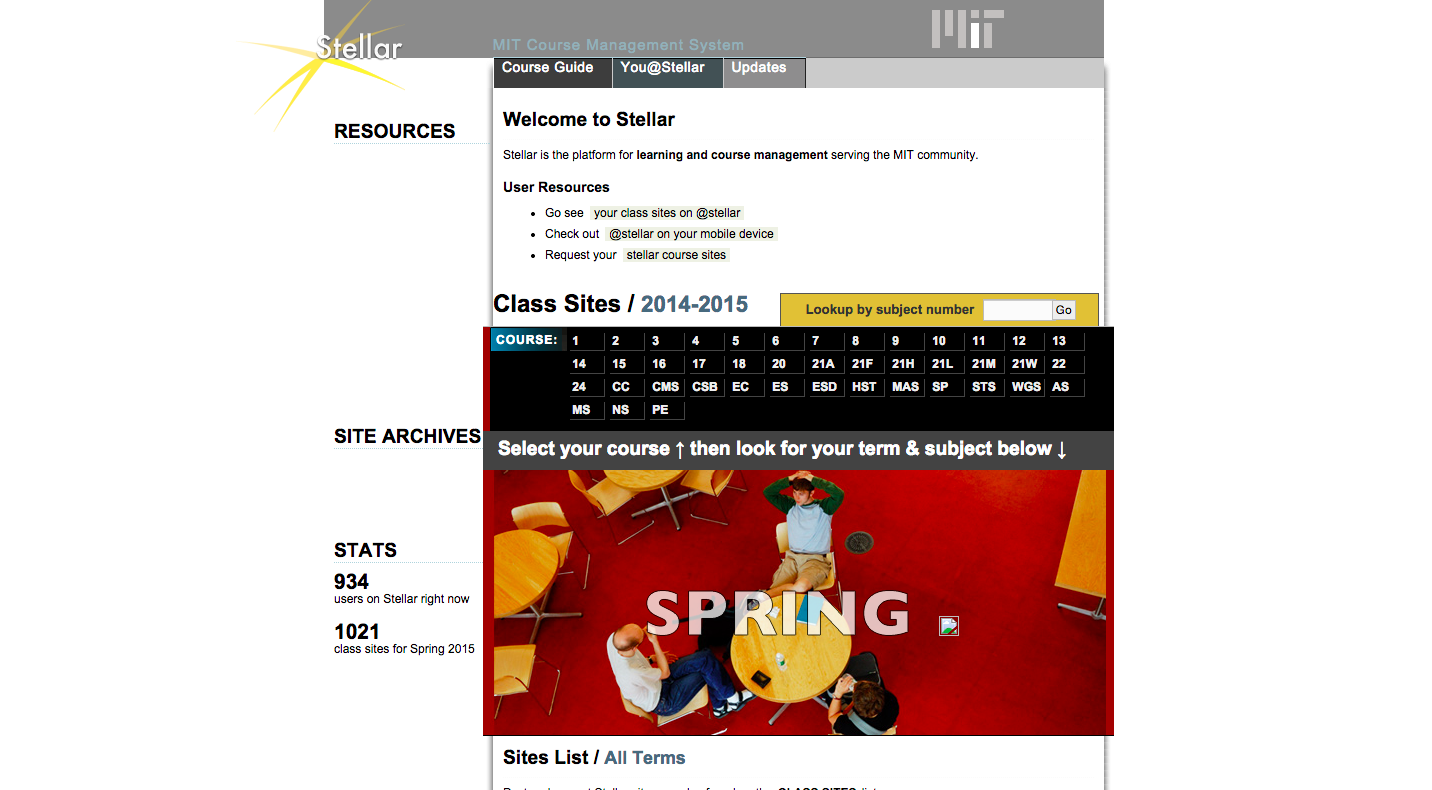 Stellar
MIT Course Management System
MIT
Course Guide You@Stellar Updates
RESOURCES
SITE ARCHIVES
STATS
934
users on Stellar right now
1021
class sites for Spring 2015
Welcome to Stellar
Stellar is the platform for learning and course management serving the MIT community.
User Resources
Go see your class sites on @stellar
Check out @stellar on your mobile device
Request your stellar course sites
Class Sites / 2014-2015
Lookup by subject number Go
COURSE: 1 2 3 4 5 6 7 8 9 10 11 12 13
14 15 16 17 18 20 21A 21F 21H 21L 21M 21W 22
24 CC CMS CSB EC ES ESD HST MAS SP STS WGS AS
MS NS PE
Select your course ↑ then look for your term & subject below ↓
SPRING
Sites List / All Terms